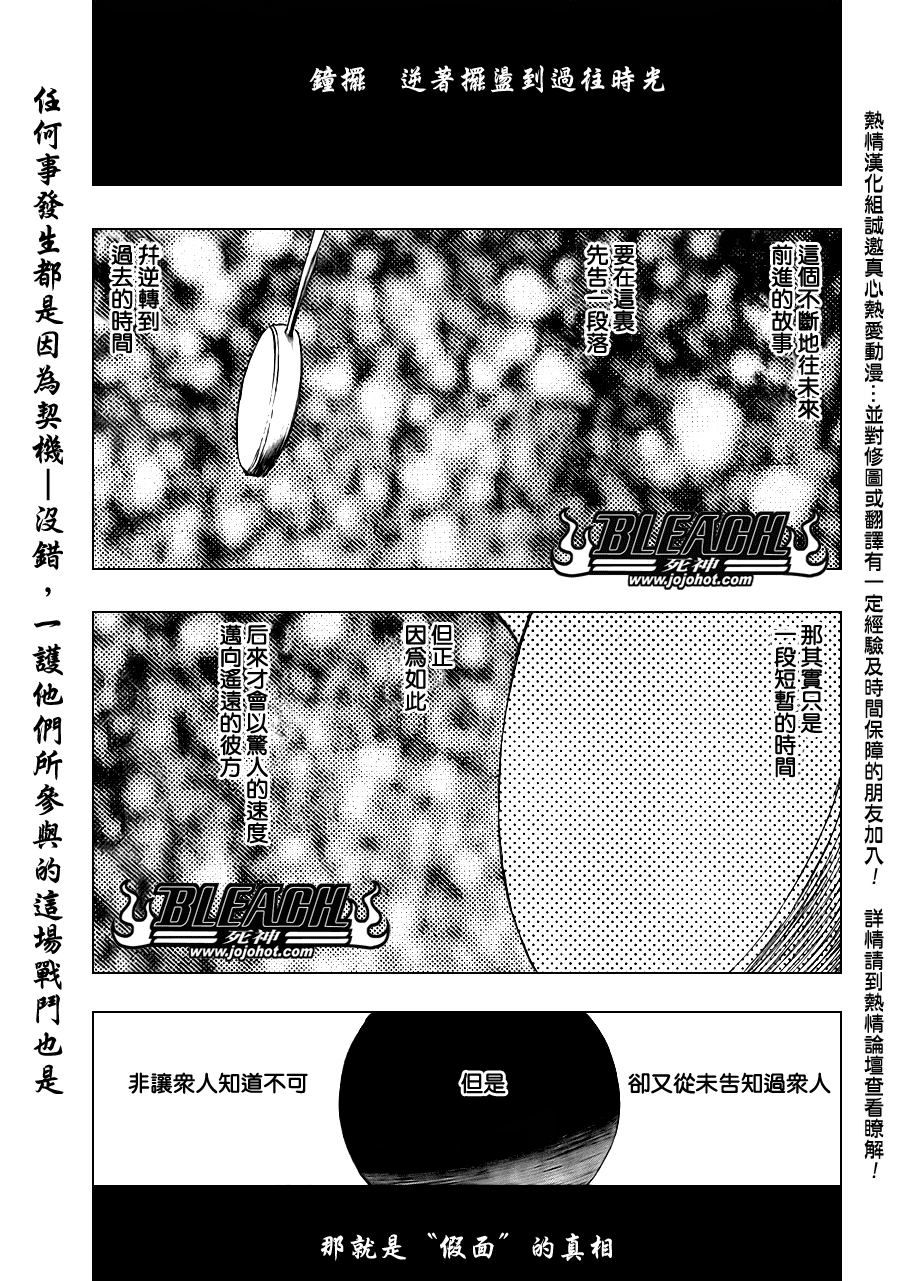 鐘擺　逆著擺盪到過往時光
這個不斷地往未來
前進的故事
要在這裏
先告一段落
幷逆轉到
過去的時間
BLEACH
死神
www.jojohot.com
那其實只是
一段短暫的時間
但正
因爲如此
后來才會以驚人的速度
邁向遙遠的彼方
BLEACH
死神
www.jojohot.com
非讓衆人知道不可
但是
卻又從未告知過衆人
那就是〝假面〞的真相
任何事發生都是因為契機—沒錯，一護他們所參與的這場戰鬥也是
熱情漢化組誠邀真心熱愛動漫…並對修圖或翻譯有一定經驗及時間保障的朋友加入！　詳情請到熱情論壇查看瞭解！